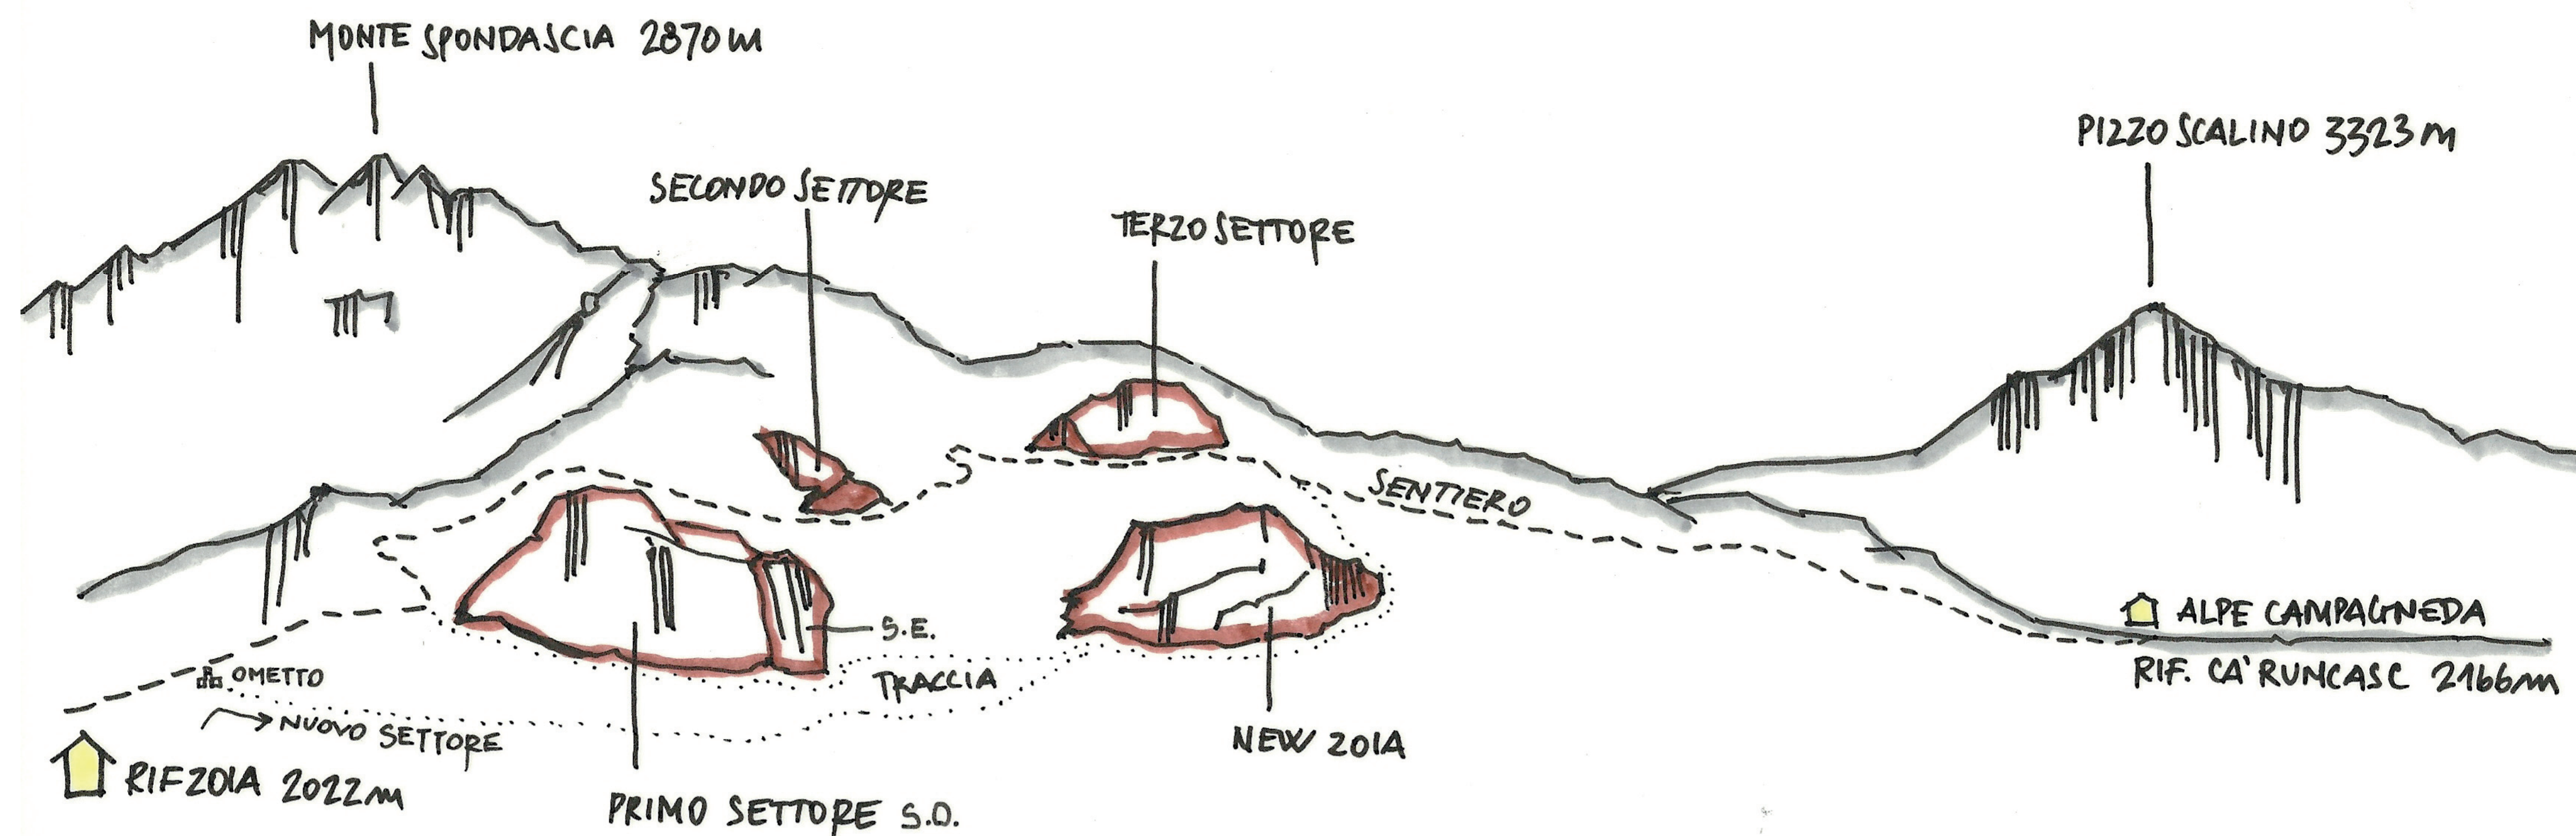 MONTE SPONDASCIA 2870 m
PIZZO SCALINO 3323 m
SECONDO SETTORE
TERZO SETTORE
SENTIERO
ALPE CAMPAGNEDA
S.E.
OMETTO
TRACCIA
RIF. CA' RUNCASC 2166 m
NUOVO SETTORE
NEW ZOIA
RIF ZOIA 2022 m
PRIMO SETTORE S.O.